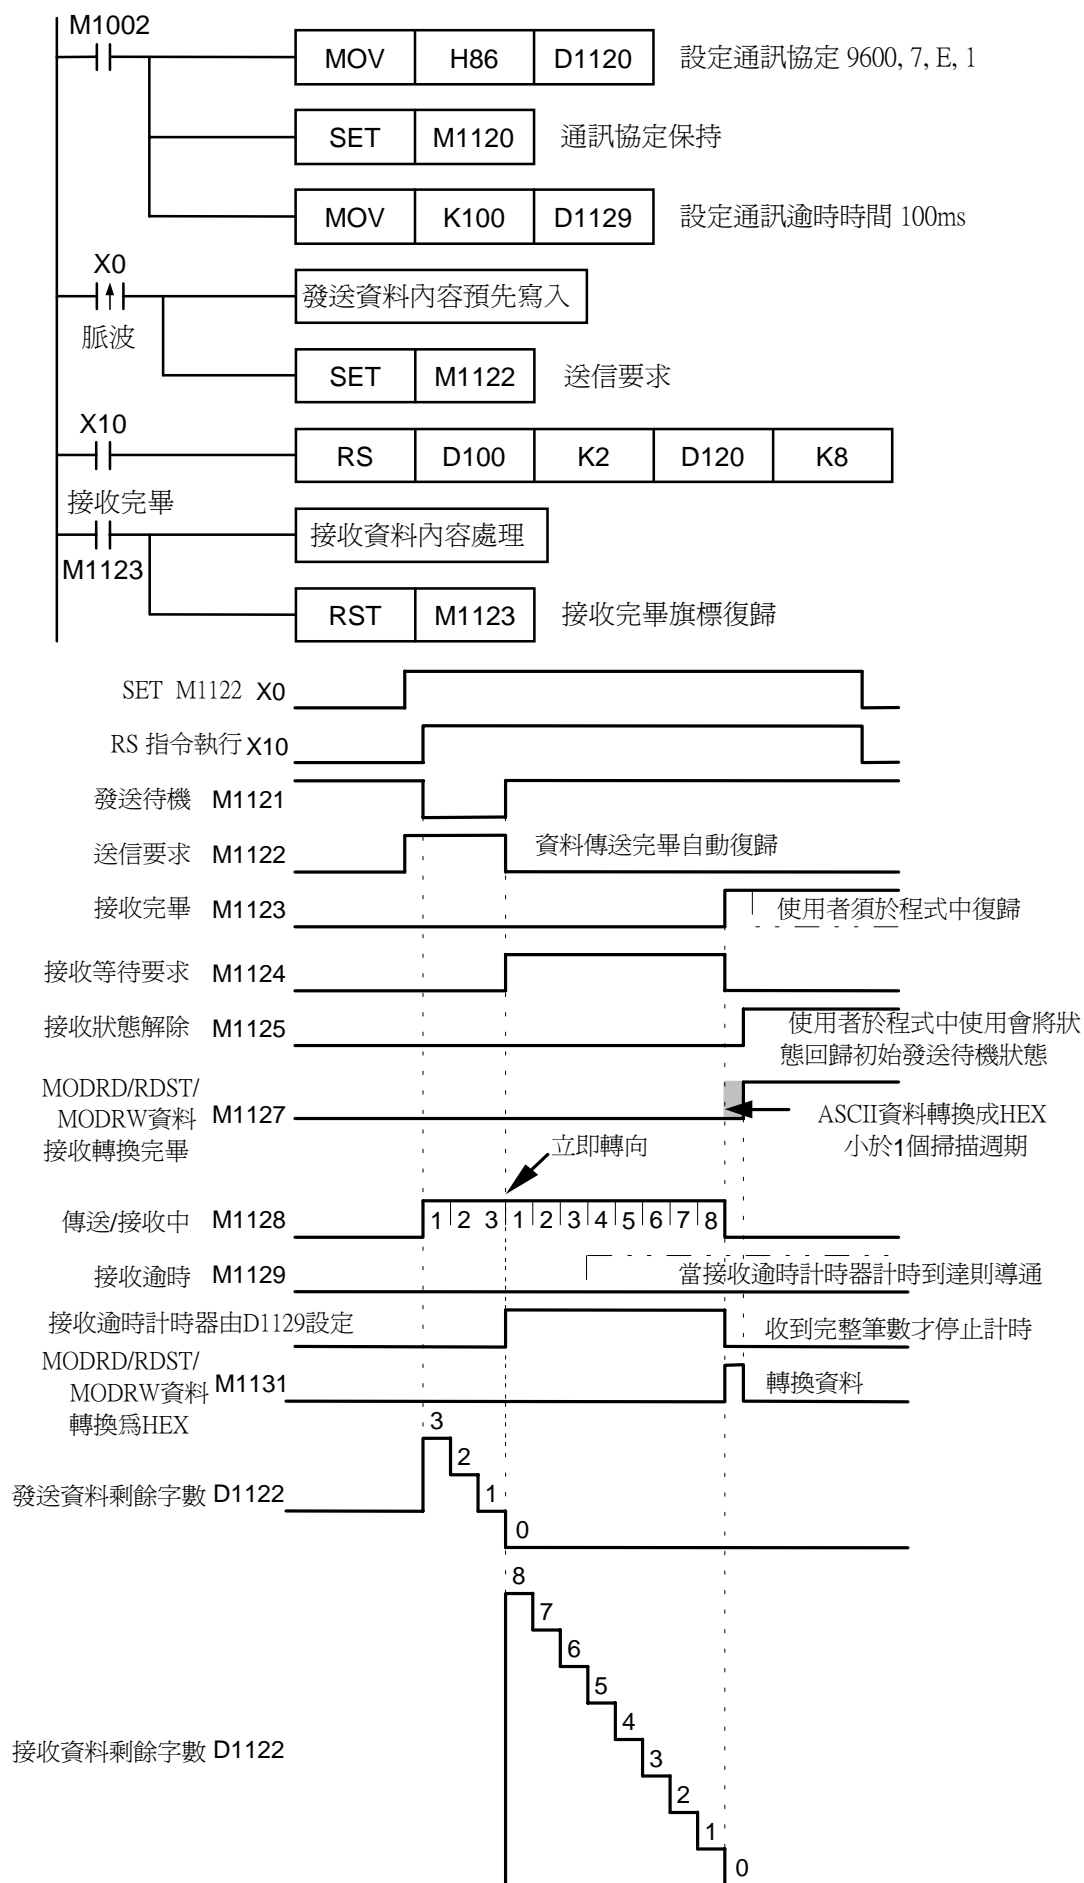 M1002
MOV H86 D1120 設定通訊協定 9600, 7, E, 1
SET M1120 通訊協定保持
MOV K100 D1129 設定通訊逾時時間 100ms
X0
發送資料內容預先寫入
脈波
SET M1122 送信要求
X10
RS D100 K2 D120 K8
接收完畢
接收資料內容處理
M1123
RST M1123 接收完畢旗標復歸
SET M1122 X0
RS 指令執行 X10
發送待機 M1121
送信要求 M1122 資料傳送完畢自動復歸
接收完畢 M1123 使用者須於程式中復歸
接收等待要求 M1124
接收狀態解除 M1125 使用者於程式中使用會將狀
態回歸初始發送待機狀態
MODRD/RDST/
MODRW資料 M1127 ASCII資料轉換成HEX
接收轉換完畢 小於1個掃描週期
立即轉向
傳送/接收中 M1128 1 2 3 1 2 3 4 5 6 7 8
接收逾時 M1129 當接收逾時計時器計時到達則導通
接收逾時計時器由D1129設定 收到完整筆數才停止計時
MODRD/RDST/
MODRW資料 M1131 轉換資料
轉換爲HEX
3
2
發送資料剩餘字數 D1122 1
0
8
7
6
5
4
接收資料剩餘字數 D1122 3
2
1
0